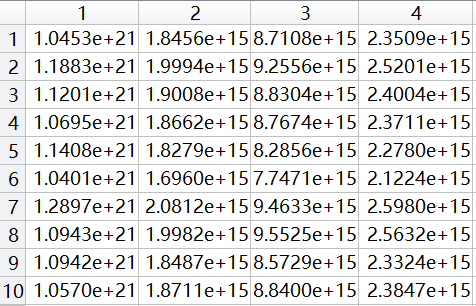 1 2 3 4
1 1.0453e+21 1.8456e+15 8.7108e+15 2.3509e+15
2 1.1883e+21 1.9994e+15 9.2556e+15 2.5201e+15
3 1.1201e+21 1.9008e+15 8.8304e+15 2.4004e+15
4 1.0695e+21 1.8662e+15 8.7674e+15 2.3711e+15
5 1.1408e+21 1.8279e+15 8.2856e+15 2.2780e+15
6 1.0401e+21 1.6960e+15 7.7471e+15 2.1224e+15
7 1.2897e+21 2.0812e+15 9.4633e+15 2.5980e+15
8 1.0943e+21 1.9982e+15 9.5525e+15 2.5632e+15
9 1.0942e+21 1.8487e+15 8.5729e+15 2.3324e+15
10 1.0570e+21 1.8711e+15 8.8400e+15 2.3847e+15